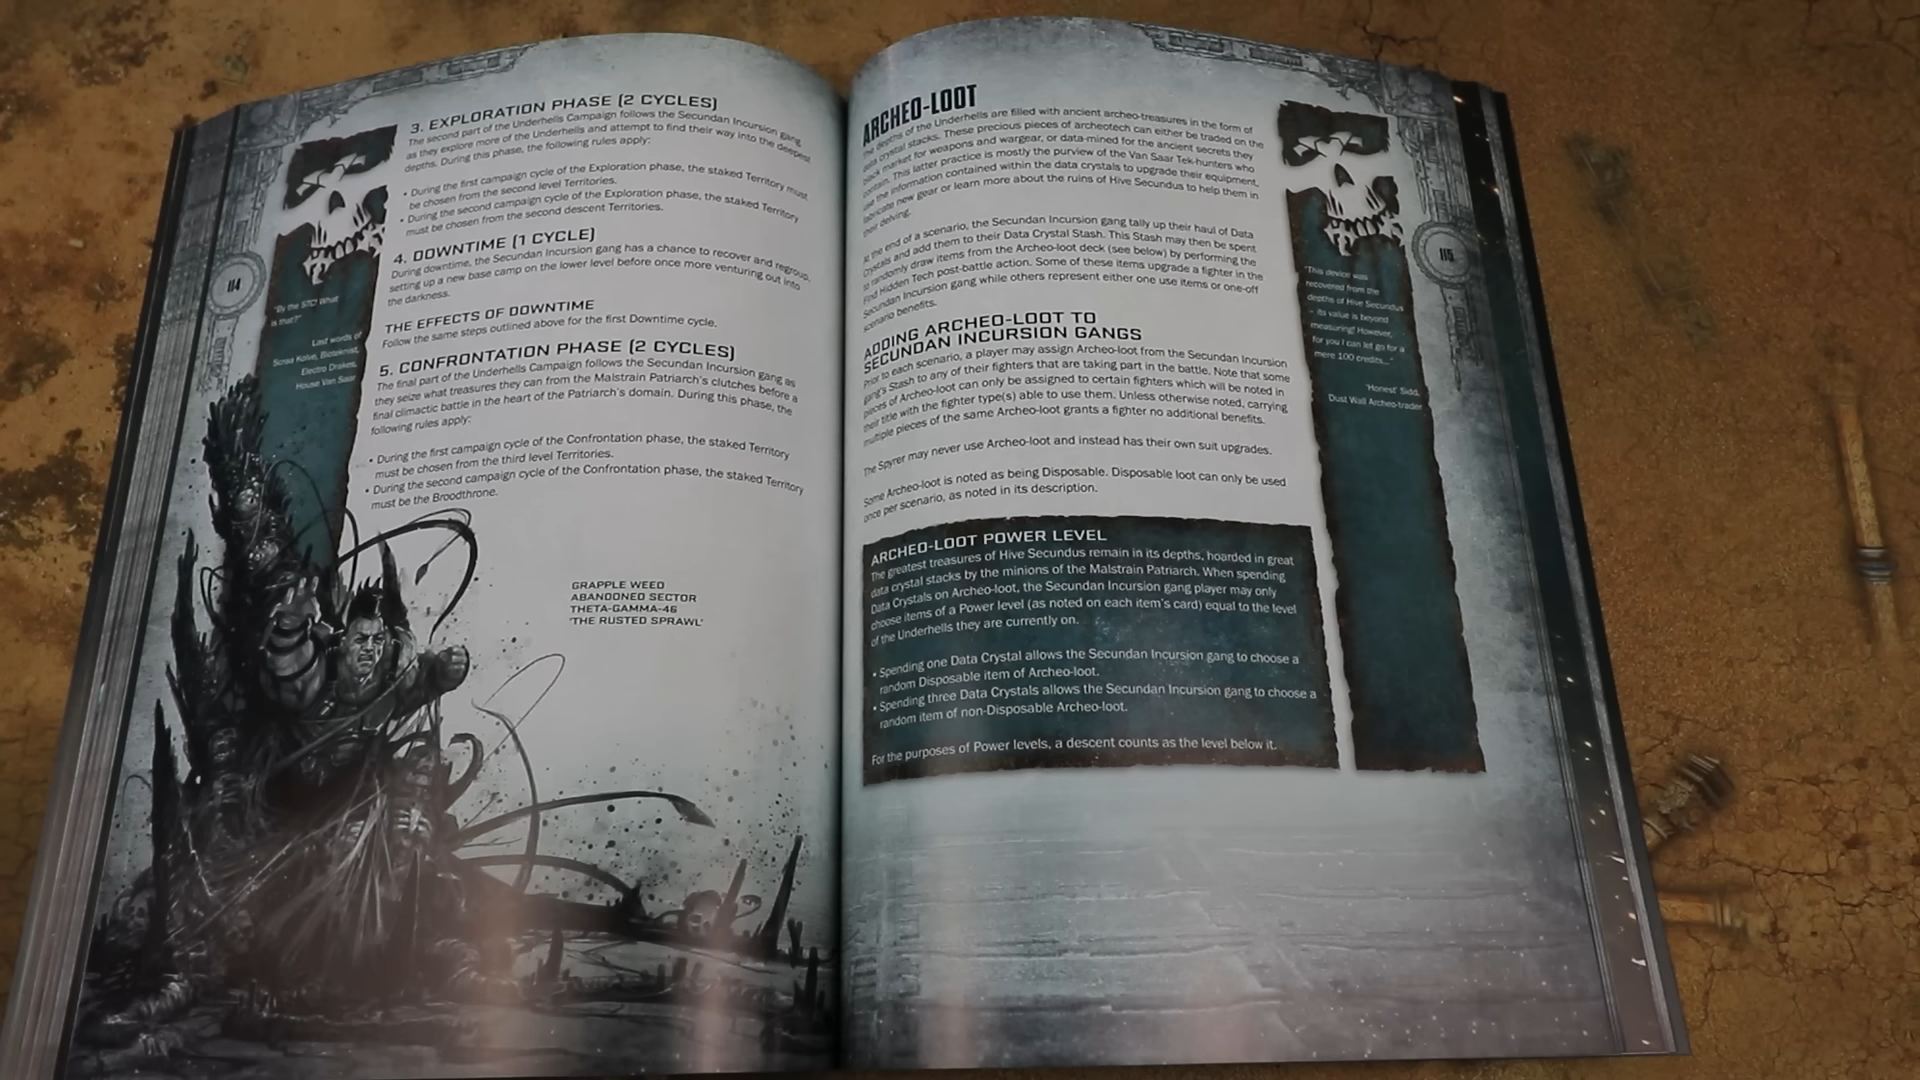 3. EXPLORATION PHASE (2 CYCLES)
The second part of the Underhells Campaign follows the Secundan Incursion gang
as they explore more of the Underhells and attempt to find their way into the deepest
depths. During this phase, the following rules apply:
• During the first campaign cycle of the Exploration phase, the staked Territory must
be chosen from the second level Territories.
• During the second campaign cycle of the Exploration phase, the staked Territory
must be chosen from the second descent Territories.
4. DOWNTIME (1 CYCLE)
During downtime, the Secundan Incursion gang has a chance to recover and regroup,
setting up a new base camp on the lower level before once more venturing out into
the darkness.
THE EFFECTS OF DOWNTIME
Follow the same steps outlined above for the first Downtime cycle.
5. CONFRONTATION PHASE (2 CYCLES)
The final part of the Underhells Campaign follows the Secundan Incursion gang as
they seize what treasures they can from the Malstrain Patriarch's clutches before a
final climactic battle in the heart of the Patriarch's domain. During this phase, the
following rules apply:
• During the first campaign cycle of the Confrontation phase, the staked Territory
must be chosen from the third level Territories.
• During the second campaign cycle of the Confrontation phase, the staked Territory
must be the Broodthrone.
114
"By the STC! What
is that?"
Last words of
Electro Drakes,
House Van Saar
GRAPPLE WEED
ABANDONED SECTOR
THETA-GAMMA-46
'THE RUSTED SPRAWL'
ARCHEO-LOOT
The depths of the Underhells are filled with ancient archeo-treasures in the form of
data crystal stacks. These precious pieces of archeotech can either be traded on the
black market for weapons and wargear, or data-mined for the ancient secrets they
contain. This latter practice is mostly the purview of the Van Saar Tek-hunters who
use the information contained within the data crystals to upgrade their equipment,
fabricate new gear or learn more about the ruins of Hive Secundus to help them in
their delving.
At the end of a scenario, the Secundan Incursion gang tally up their haul of Data
Crystals and add them to their Data Crystal Stash. This Stash may then be spent
to randomly draw items from the Archeo-loot deck (see below) by performing the
Find Hidden Tech post-battle action. Some of these items upgrade a fighter in the
Secundan Incursion gang while others represent either one use items or one-off
scenario benefits.
ADDING ARCHEO-LOOT TO
SECUNDAN INCURSION GANGS
Prior to each scenario, a player may assign Archeo-loot from the Secundan Incursion
gang's Stash to any of their fighters that are taking part in the battle. Note that some
pieces of Archeo-loot can only be assigned to certain fighters which will be noted in
their title with the fighter type(s) able to use them. Unless otherwise noted, carrying
multiple pieces of the same Archeo-loot grants a fighter no additional benefits.
The Spyrer may never use Archeo-loot and instead has their own suit upgrades.
Some Archeo-loot is noted as being Disposable. Disposable loot can only be used
once per scenario, as noted in its description.
ARCHEO-LOOT POWER LEVEL
The greatest treasures of Hive Secundus remain in its depths, hoarded in great
data crystal stacks by the minions of the Malstrain Patriarch. When spending
Data Crystals on Archeo-loot, the Secundan Incursion gang player may only
choose items of a Power level (as noted on each item's card) equal to the level
of the Underhells they are currently on.
• Spending one Data Crystal allows the Secundan Incursion gang to choose a
random Disposable item of Archeo-loot.
• Spending three Data Crystals allows the Secundan Incursion gang to choose a
random item of non-Disposable Archeo-loot.
For the purposes of Power levels, a descent counts as the level below it.
115
"This device was
recovered from the
depths of Hive Secundus
– its value is beyond
measuring! However,
for you I can let go for a
mere 100 credits..."
'Honest' Sidd,
Dust Wall Archeo-trader